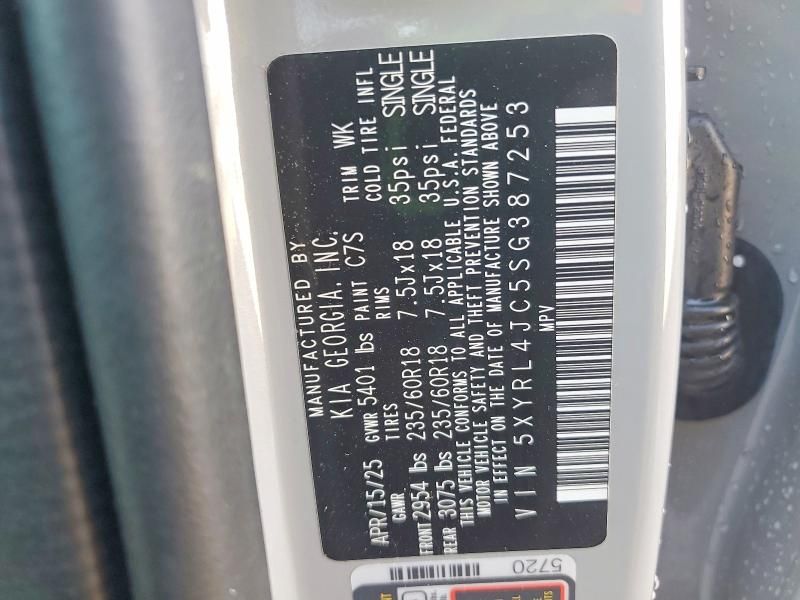 MANUFACTURED BY
KIA GEORGIA, INC.
APR/15/25 GVWR 5401 lbs PAINT C7S TRIM WK
GAWR TIRES RIMS COLD TIRE INFL
FRONT 2954 lbs 235/60R18 7.5Jx18 35psi SINGLE
REAR 3075 lbs 235/60R18 7.5Jx18 35psi SINGLE
THIS VEHICLE CONFORMS TO ALL APPLICABLE U.S.A. FEDERAL
MOTOR VEHICLE SAFETY AND THEFT PREVENTION STANDARDS
IN EFFECT ON THE DATE OF MANUFACTURE SHOWN ABOVE
VIN 5XYRL4JC5SG387253
MPV
5720